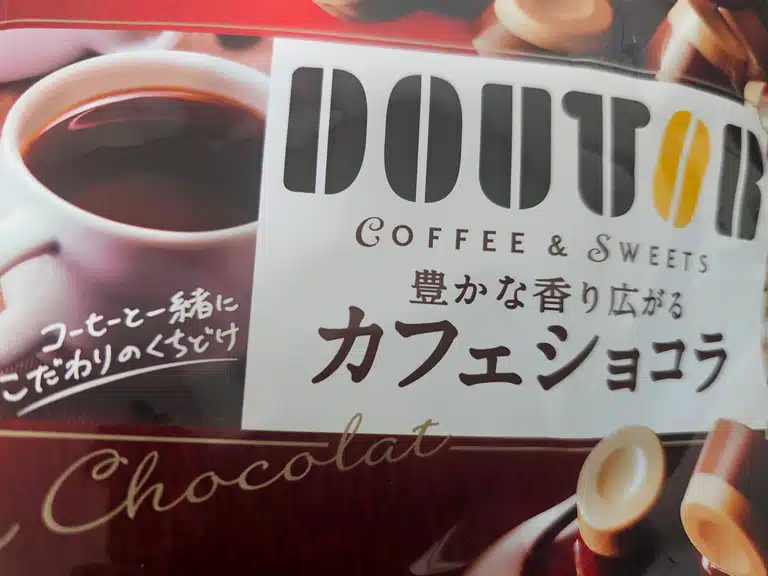 DOUTOR
COFFEE & SWEETS
豊かな香り広がる
カフェショコラ
コーヒーと一緒に
こだわりのくちどけ
Chocolat